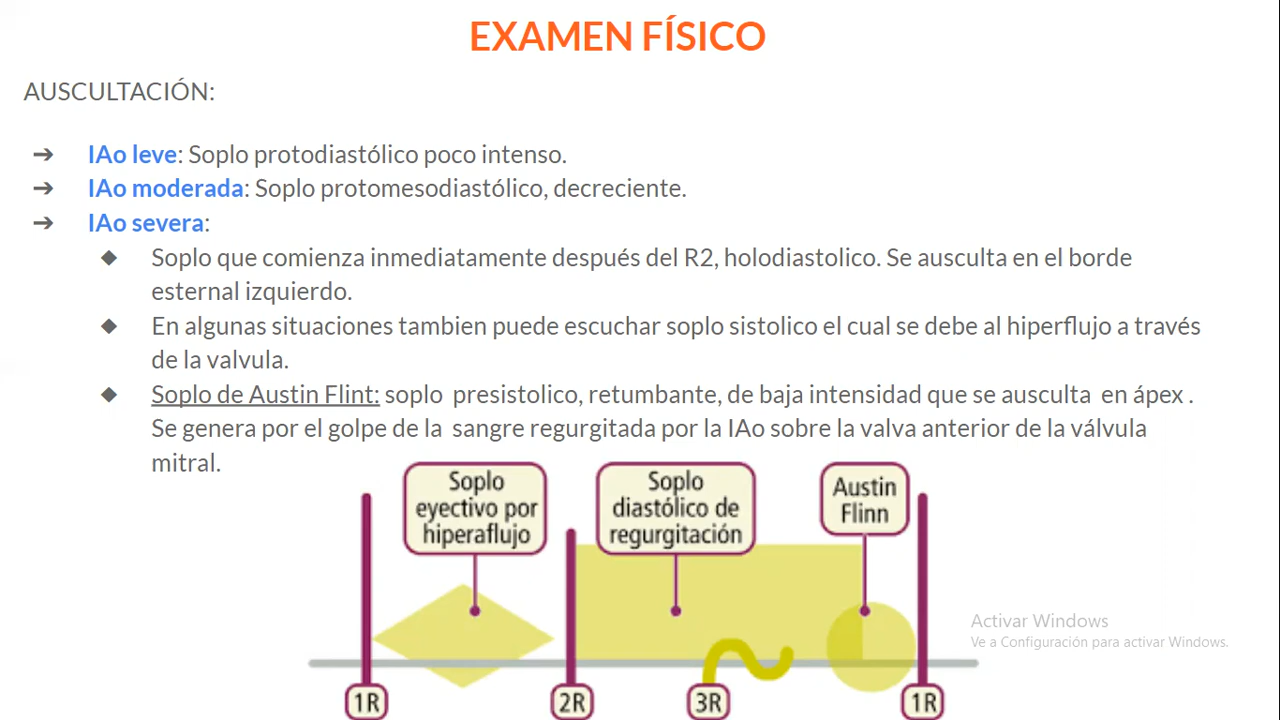 EXAMEN FÍSICO
AUSCULTACIÓN:
➔ IAo leve: Soplo protodiastólico poco intenso.
➔ IAo moderada: Soplo protomesodiastólico, decreciente.
➔ IAo severa:
◆ Soplo que comienza inmediatamente después del R2, holodiastolico. Se ausculta en el borde
esternal izquierdo.
◆ En algunas situaciones tambien puede escuchar soplo sistolico el cual se debe al hiperflujo a través
de la valvula.
◆ Soplo de Austin Flint: soplo presistolico, retumbante, de baja intensidad que se ausculta en ápex .
Se genera por el golpe de la sangre regurgitada por la IAo sobre la valva anterior de la válvula
mitral.
Soplo
eyectivo por
hiperaflujo
Soplo
diastólico de
regurgitación
Austin
Flinn
1R
2R
3R
1R
Activar Windows
Ve a Configuración para activar Windows.